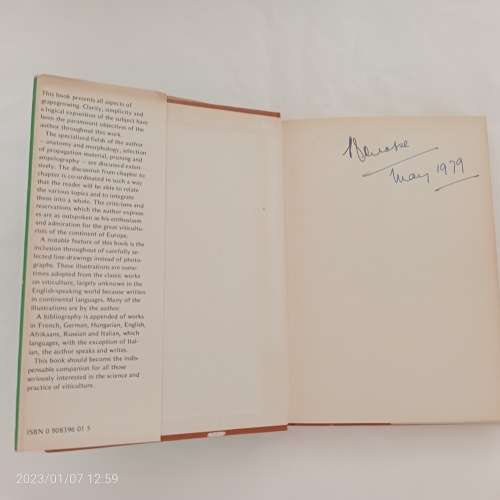 This book presents all aspects of
grapegrowing. Clarity, simplicity and
a logical exposition of the subject have
been the paramount objectives of the
author throughout this work.
The specialised fields of the author
– anatomy and morphology, selection
of propagation material, pruning and
ampelography – are discussed exten-
sively. The discussion from chapter to
chapter is co-ordinated in such a way
that the reader will be able to relate
the various topics and to integrate
them into a whole. The criticisms and
reservations which the author express-
es are as outspoken as his enthusiasm
and admiration for the great viticultur-
ists of the continent of Europe.
A notable feature of this book is the
inclusion throughout of carefully se-
lected line-drawings instead of photo-
graphs. These illustrations are some-
times adopted from the classic works
on viticulture, largely unknown in the
English-speaking world because written
in continental languages. Many of the
illustrations are by the author.
A bibliography is appended of works
in French, German, Hungarian, English,
Afrikaans, Russian and Italian, which
languages, with the exception of Ital-
ian, the author speaks and writes.
This book should become the indis-
pensable companion for all those
seriously interested in the science and
practice of viticulture.
ISBN 0 908396 01 5
May 1979
2023/01/07 12:59